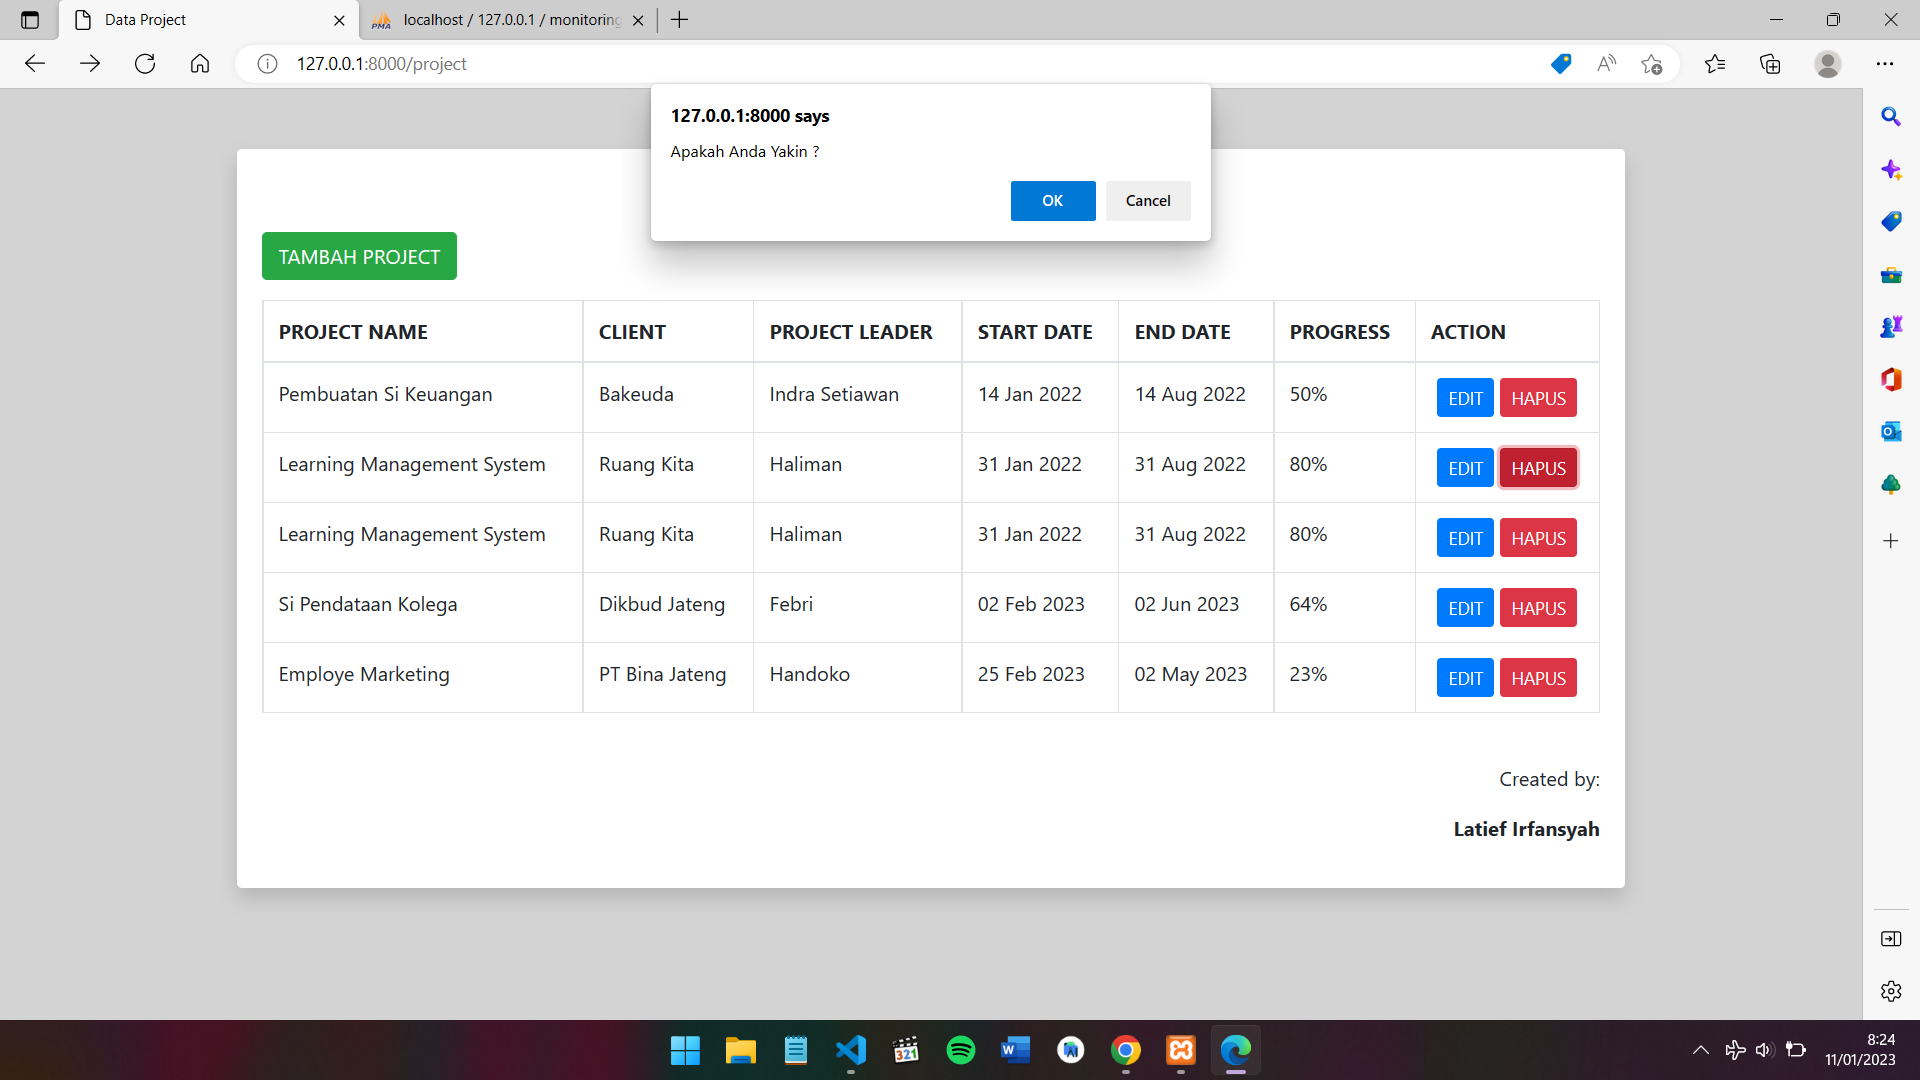 Data Project
PMA
localhost / 127.0.0.1 / monitoring
127.0.0.1:8000/project
127.0.0.1:8000 says
Apakah Anda Yakin ?
OK
Cancel
TAMBAH PROJECT
PROJECT NAME CLIENT PROJECT LEADER START DATE END DATE PROGRESS ACTION
Pembuatan Si Keuangan Bakeuda Indra Setiawan 14 Jan 2022 14 Aug 2022 50% EDIT HAPUS
Learning Management System Ruang Kita Haliman 31 Jan 2022 31 Aug 2022 80% EDIT HAPUS
Learning Management System Ruang Kita Haliman 31 Jan 2022 31 Aug 2022 80% EDIT HAPUS
Si Pendataan Kolega Dikbud Jateng Febri 02 Feb 2023 02 Jun 2023 64% EDIT HAPUS
Employe Marketing PT Bina Jateng Handoko 25 Feb 2023 02 May 2023 23% EDIT HAPUS
Created by:
Latief Irfansyah
321
W
8:24
11/01/2023